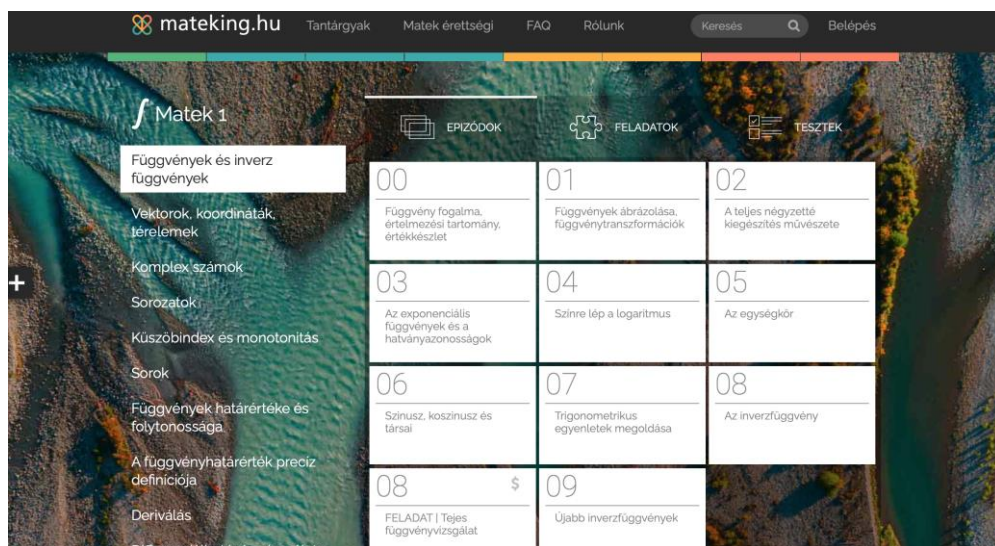 mateking.hu
Tantárgyak
Matek érettségi
FAQ
Rólunk
Keresés
Belépés
Matek 1
Függvények és inverz
függvények
Vektorok, koordináták,
térelemek
Komplex számok
Sorozatok
Küszöbindex és monotonitás
Sorok
Függvények határértéke és
folytonossága
A függvényhatárérték precíz
definíciója
Deriválás
EPIZÓDOK
FELADATOK
TESZTEK
00
Függvény fogalma,
értelmezési tartomány,
értékkészlet
01
Függvények ábrázolása,
függvénytranszformációk
02
A teljes négyzetté
kiegészítés művészete
03
Az exponenciális
függvények és a
hatványazonosságok
04
Színre lép a logaritmus
05
Az egységkör
06
Szinusz, koszinusz és
társai
07
Trigonometrikus
egyenletek megoldása
08
Az inverzfüggvény
08 $
FELADAT | Tejes
függvényvizsgálat
09
Újabb inverzfüggvények